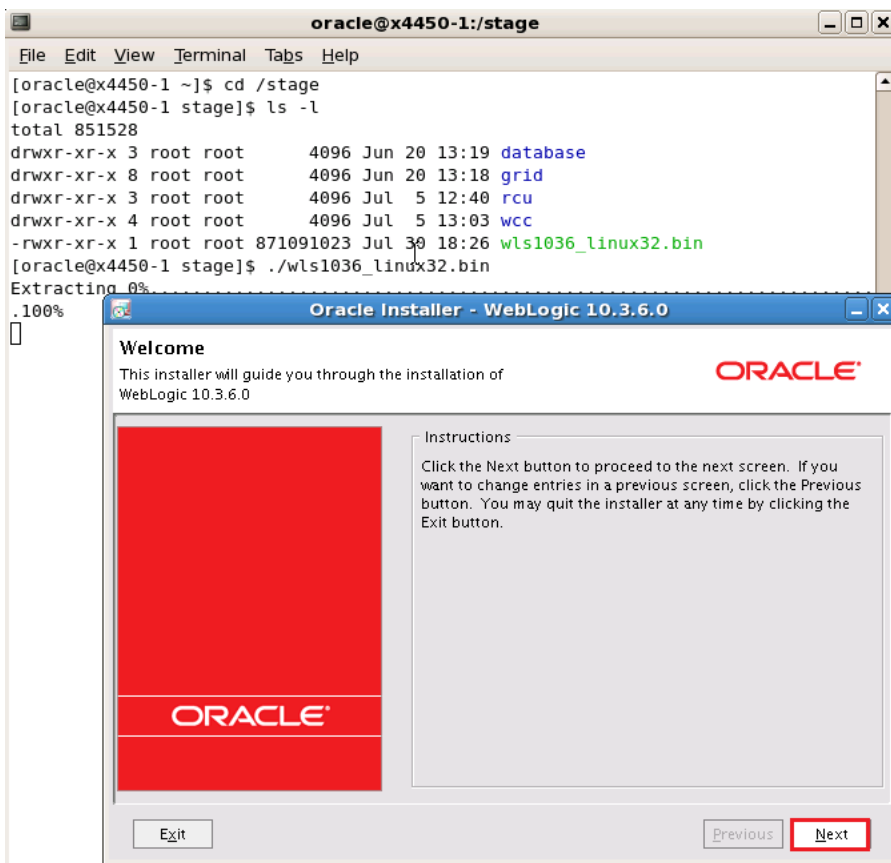 oracle@x4450-1:/stage
File Edit View Terminal Tabs Help
[oracle@x4450-1 ~]$ cd /stage
[oracle@x4450-1 stage]$ ls -l
total 851528
drwxr-xr-x 3 root root      4096 Jun 20 13:19 database
drwxr-xr-x 8 root root      4096 Jun 20 13:18 grid
drwxr-xr-x 3 root root      4096 Jul  5 12:40 rcu
drwxr-xr-x 4 root root      4096 Jul  5 13:03 wcc
-rwxr-xr-x 1 root root 871091023 Jul 30 18:26 wls1036_linux32.bin
[oracle@x4450-1 stage]$ ./wls1036_linux32.bin
Extracting 0%....................................................................
.100%
Oracle Installer - WebLogic 10.3.6.0
Welcome
This installer will guide you through the installation of
WebLogic 10.3.6.0
ORACLE®
Instructions
Click the Next button to proceed to the next screen. If you
want to change entries in a previous screen, click the Previous
button. You may quit the installer at any time by clicking the
Exit button.
ORACLE®
Exit
Previous
Next